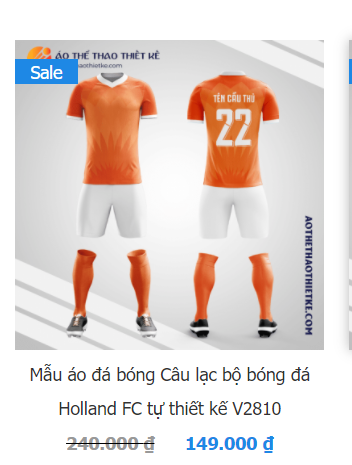 ÁO THỂ THAO THIẾT KẾ
aothethaothietke.com
Sale
TÊN CẦU THỦ
22
AOTHETHAOTHIETKE.COM
Mẫu áo đá bóng Câu lạc bộ bóng đá
Holland FC tự thiết kế V2810
240.000 ₫ 149.000 ₫